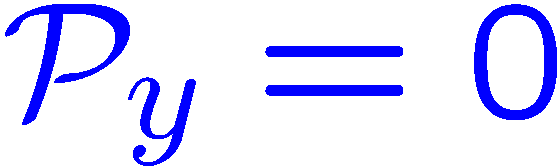 𝒫_y = 0